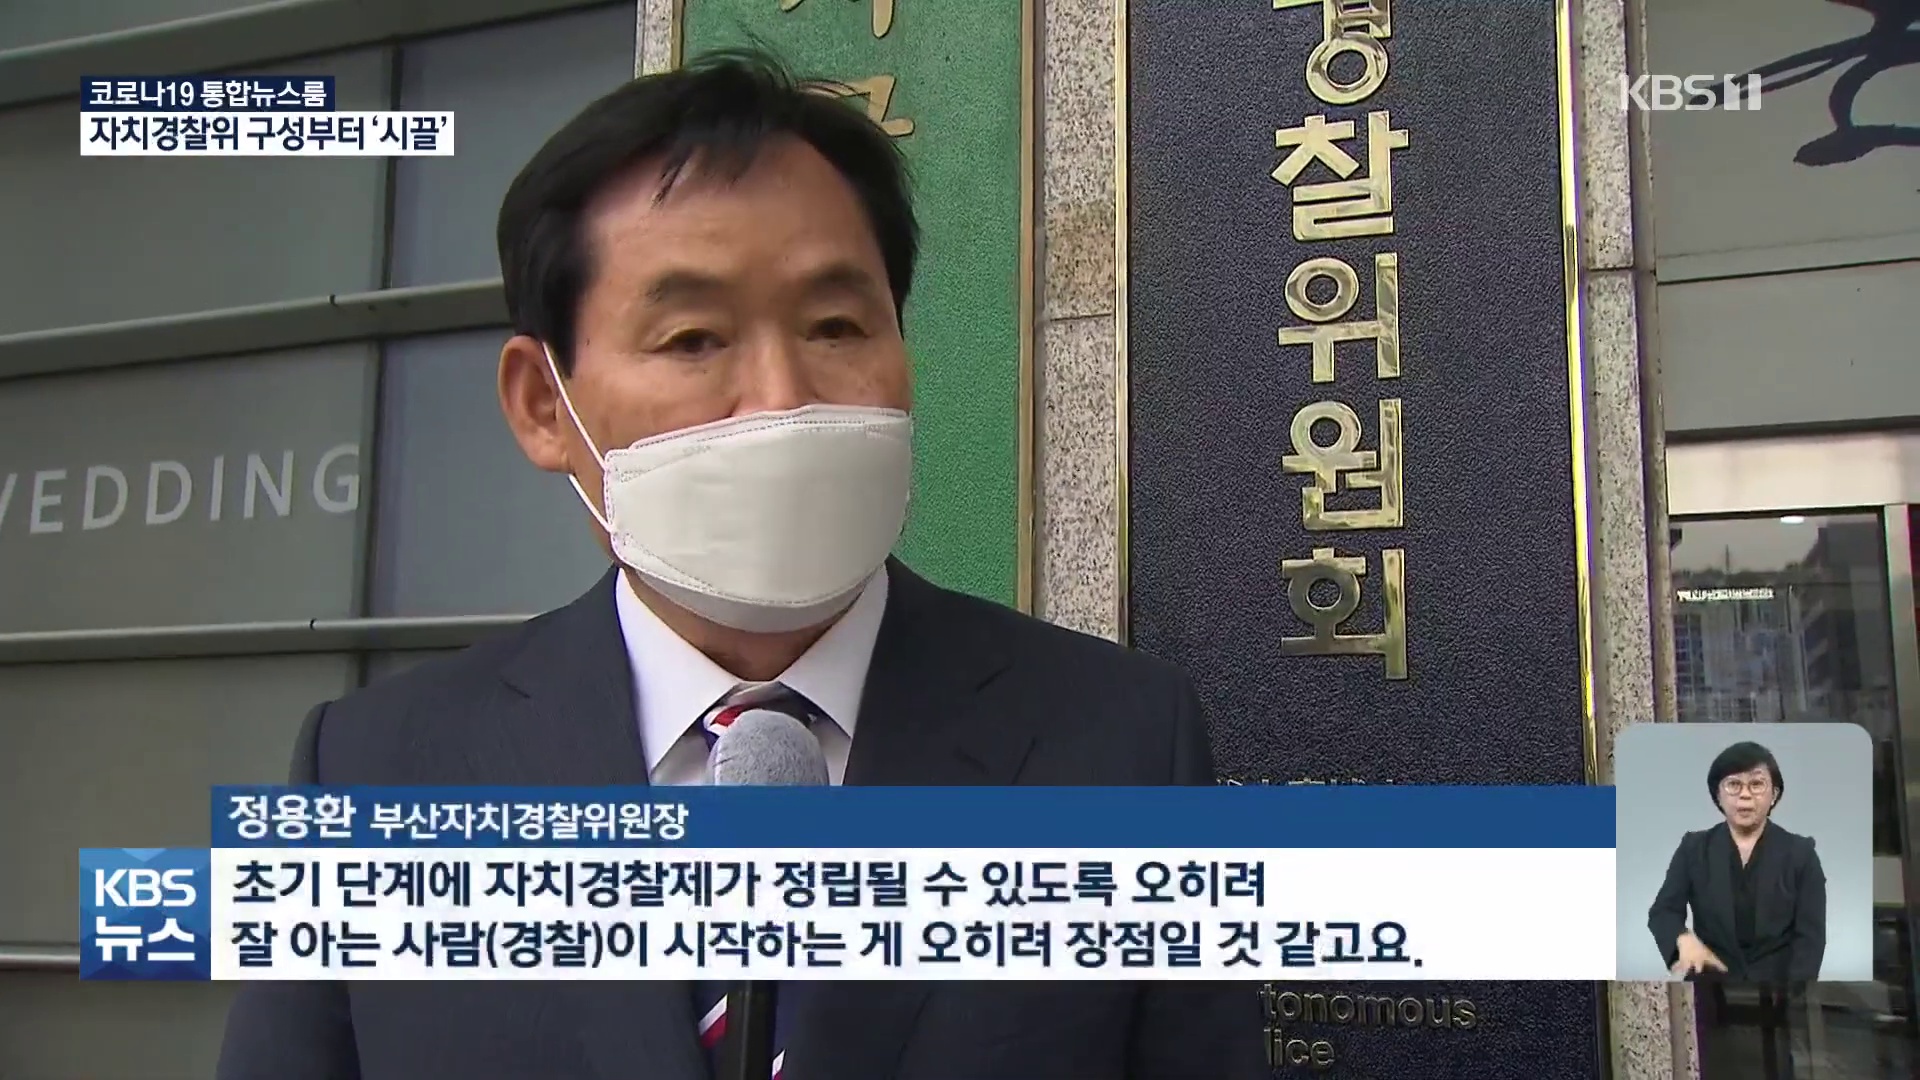 코로나19 통합뉴스룸
자치경찰위 구성부터 ‘시끌’
KBS 1
WEDDING
경찰위원회
정용환 부산자치경찰위원장
KBS
뉴스
초기 단계에 자치경찰제가 정립될 수 있도록 오히려
잘 아는 사람(경찰)이 시작하는 게 오히려 장점일 것 같고요.
tonomous
lice